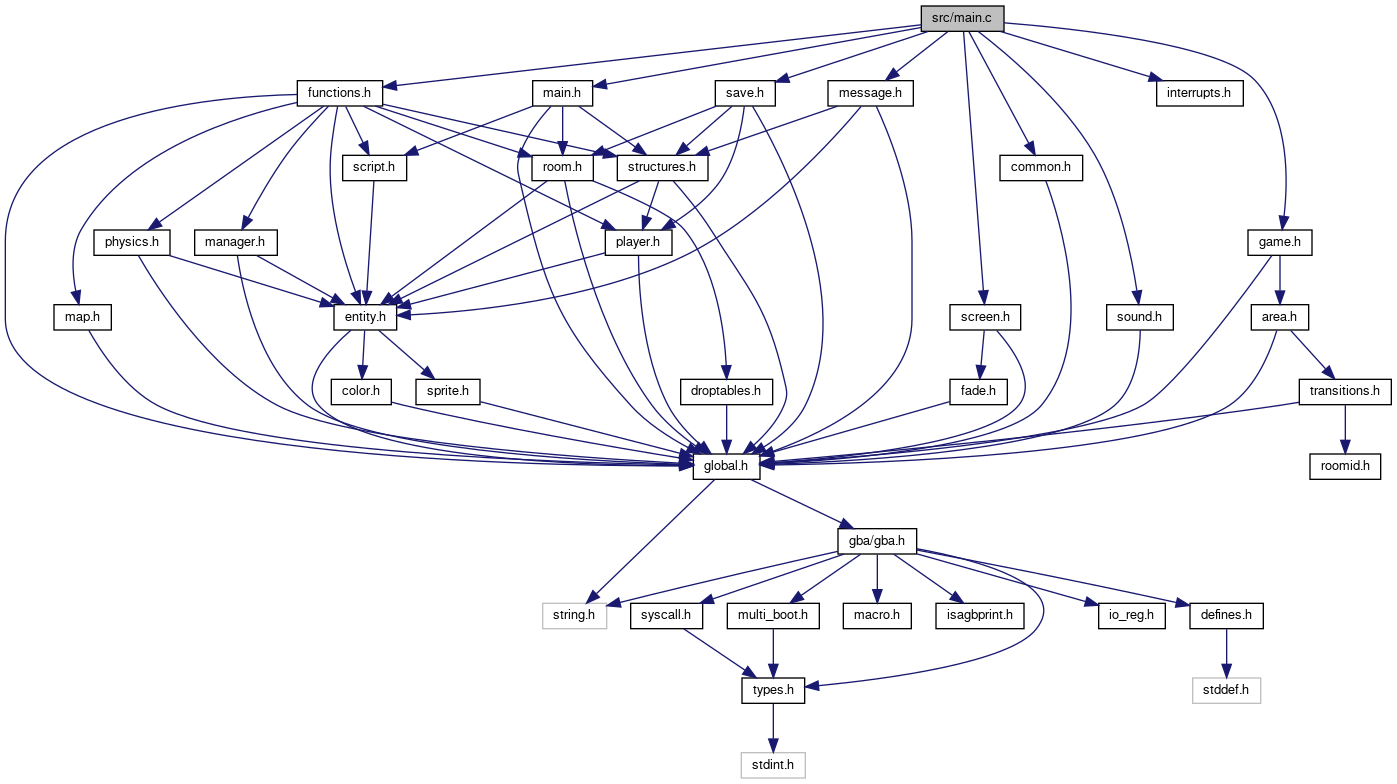 src/main.c
functions.h
main.h
save.h
message.h
interrupts.h
script.h
room.h
structures.h
common.h
physics.h
manager.h
player.h
game.h
map.h
entity.h
screen.h
sound.h
area.h
color.h
sprite.h
droptables.h
fade.h
transitions.h
global.h
roomid.h
gba/gba.h
string.h
syscall.h
multi_boot.h
macro.h
isagbprint.h
io_reg.h
defines.h
types.h
stddef.h
stdint.h